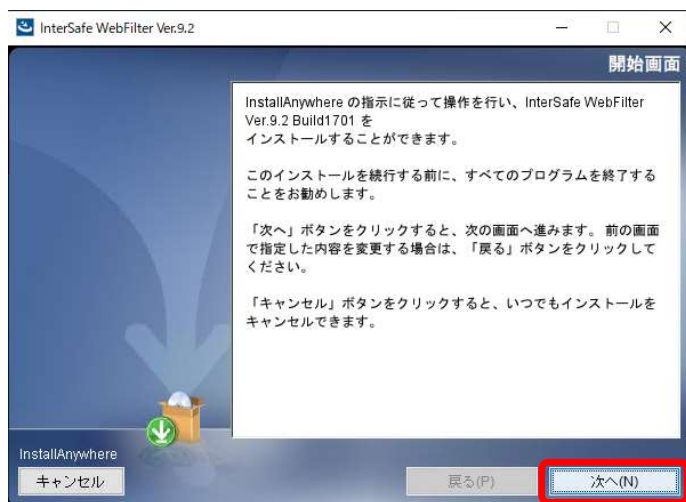 InterSafe WebFilter Ver.9.2
開始画面
InstallAnywhere の指示に従って操作を行い、InterSafe WebFilter
Ver.9.2 Build1701 を
インストールすることができます。
このインストールを続行する前に、すべてのプログラムを終了する
ことをお勧めします。
「次へ」ボタンをクリックすると、次の画面へ進みます。 前の画面
で指定した内容を変更する場合は、「戻る」ボタンをクリックして
ください。
「キャンセル」ボタンをクリックすると、いつでもインストールを
キャンセルできます。
InstallAnywhere
キャンセル
戻る(P)
次へ(N)